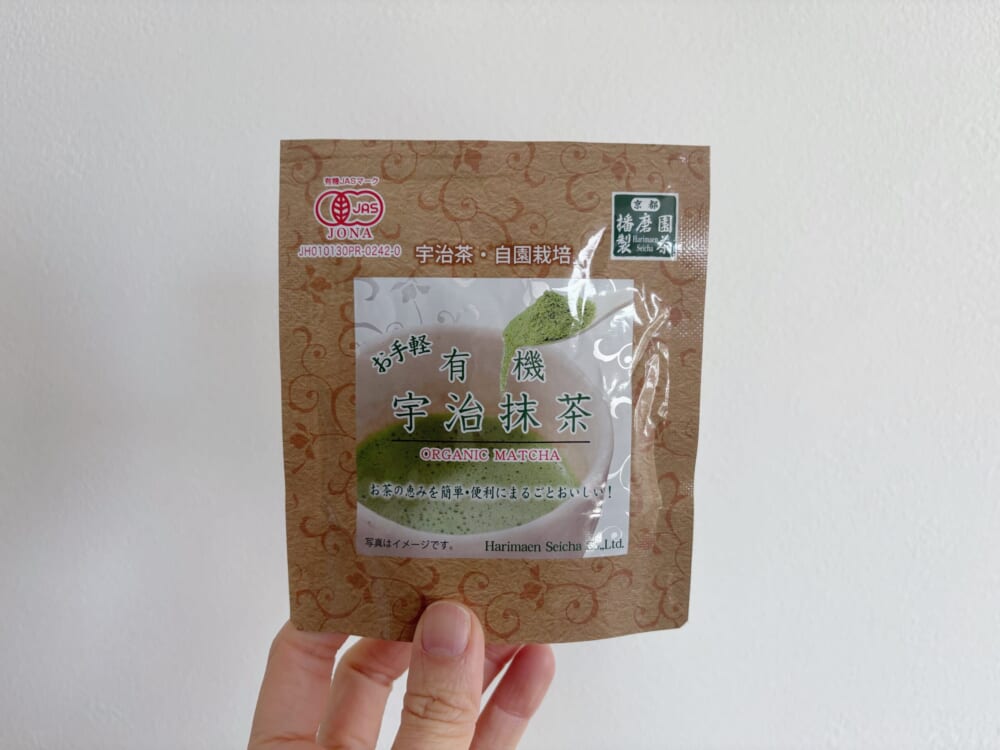 有機JASマーク
JAS
JONA
JH010130PR-0242-0
京都
播磨園
製茶
Harimaen
Seicha
宇治茶・自園栽培
お手軽
有機
宇治抹茶
ORGANIC MATCHA
お茶の恵みを簡単・便利にまるごとおいしい!
写真はイメージです。
Harimaen Seicha Co.,Ltd.